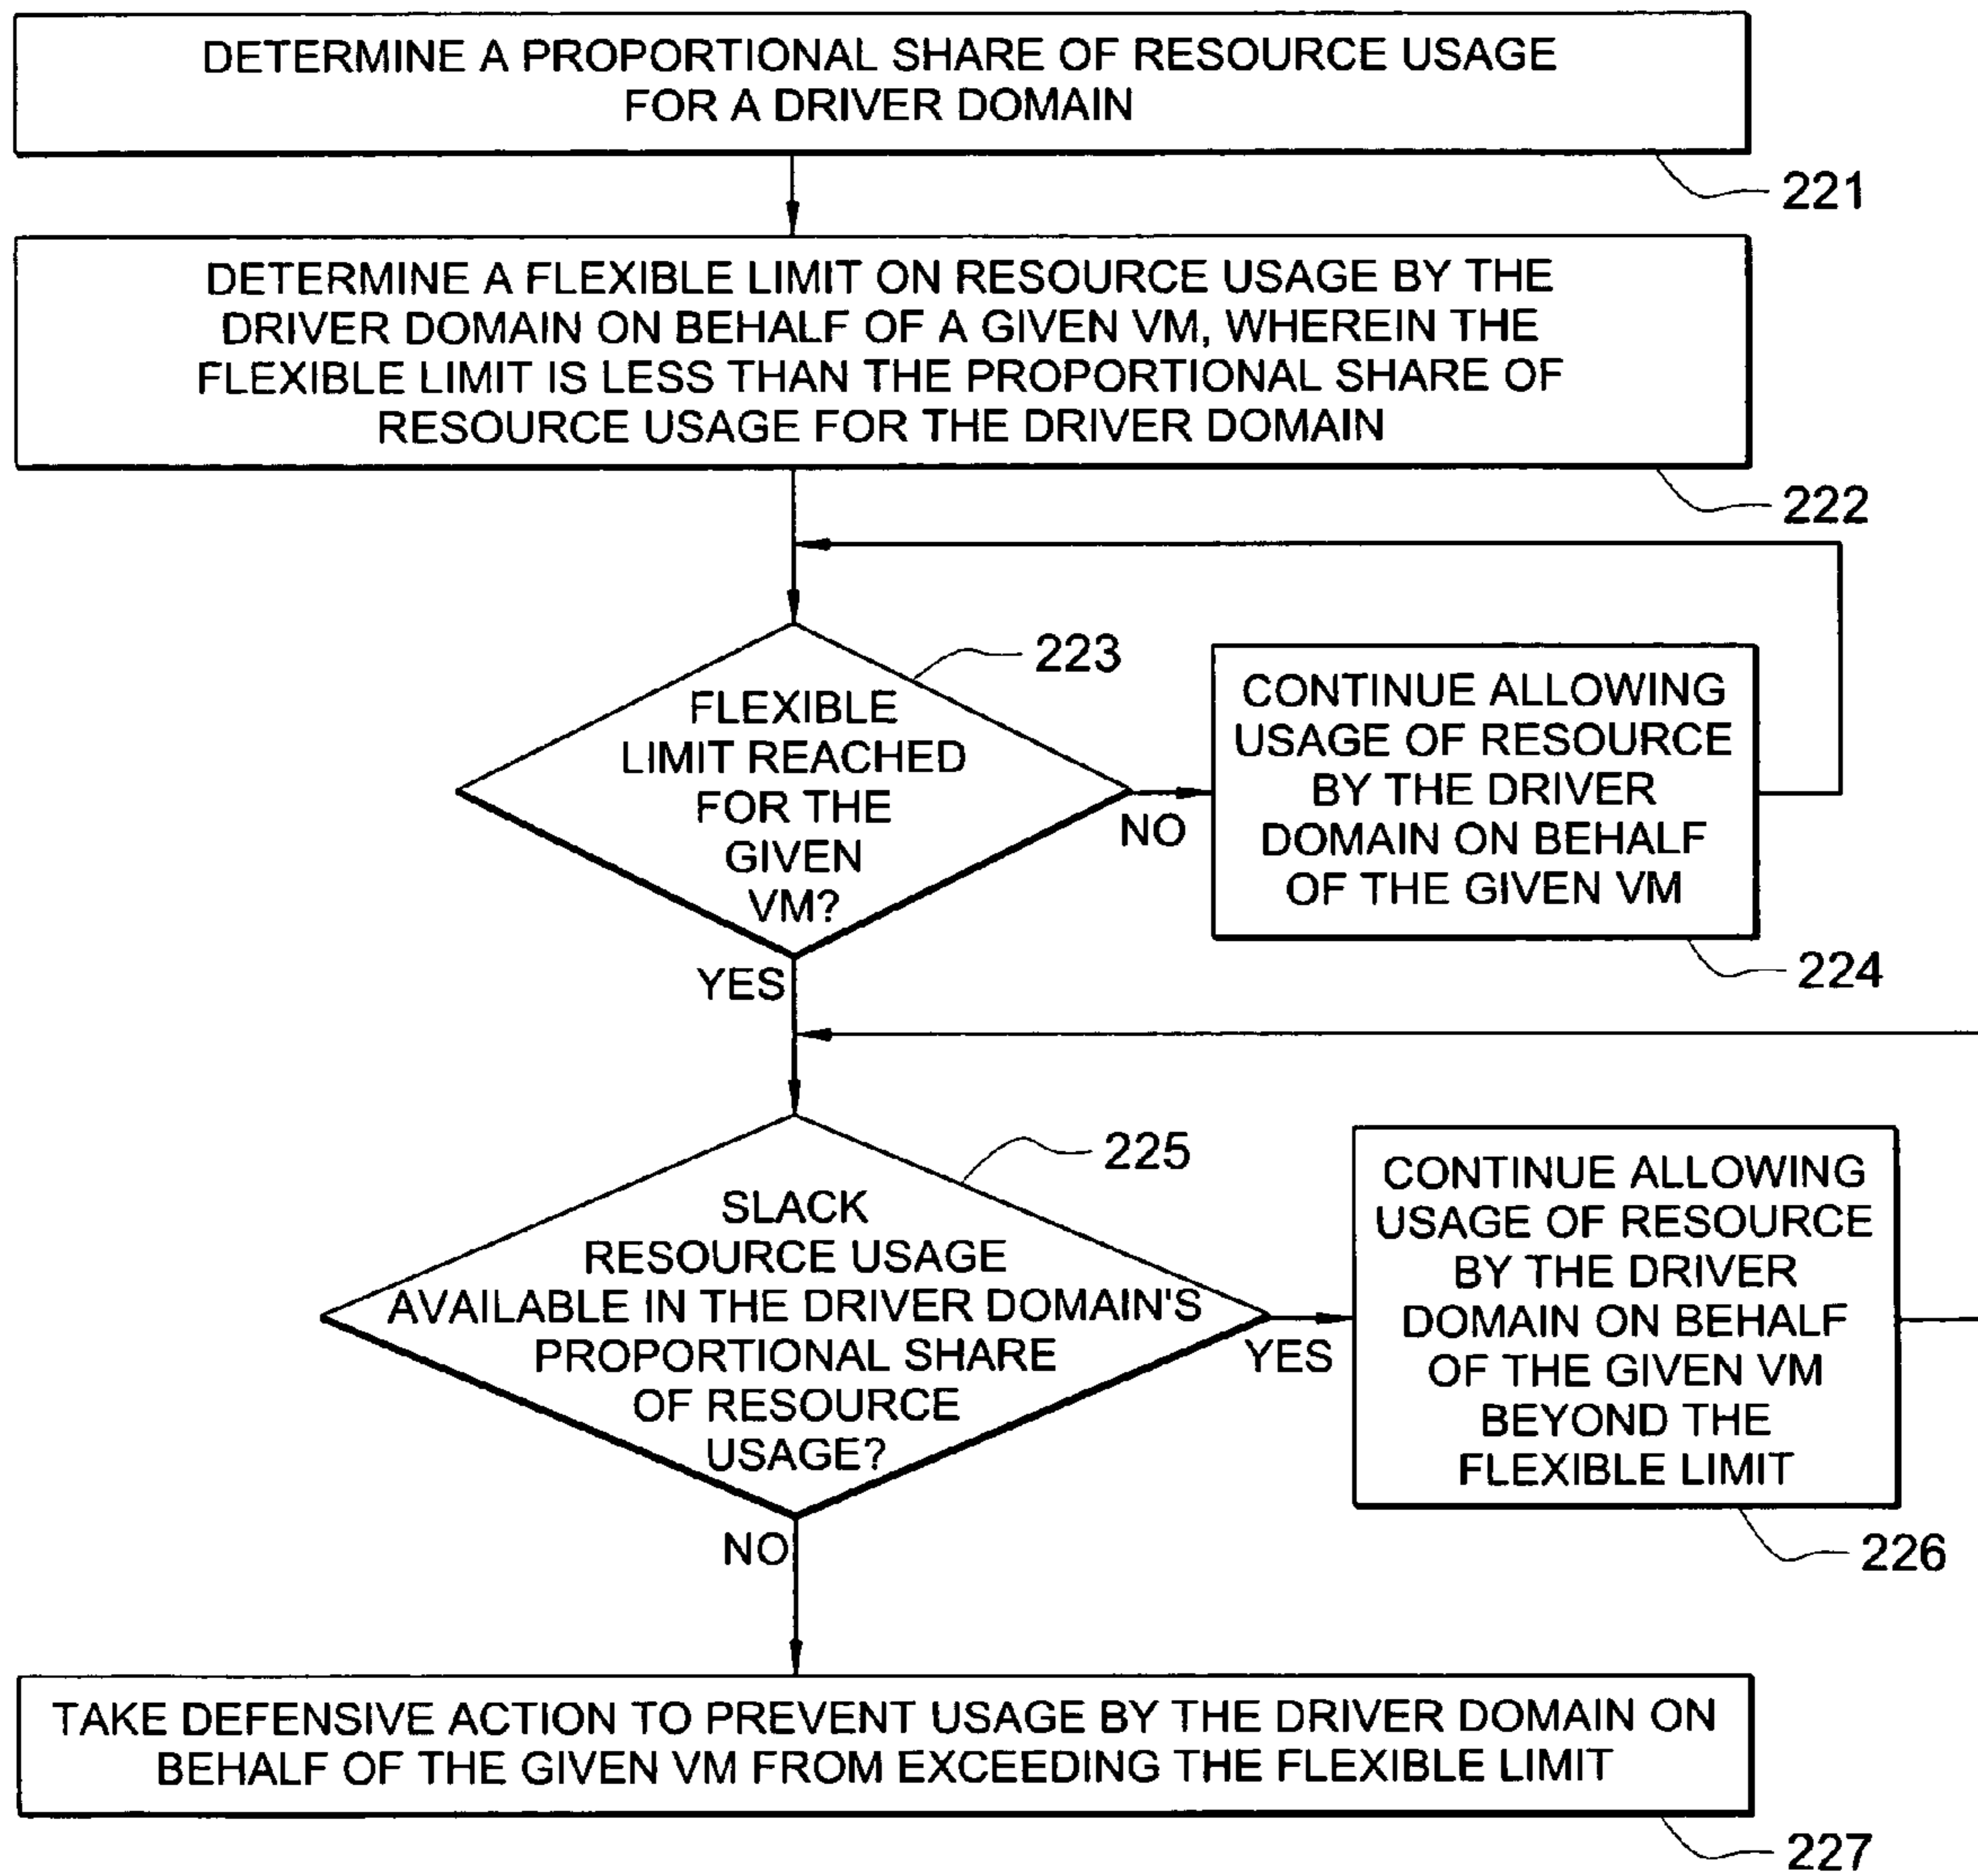 DETERMINE A PROPORTIONAL SHARE OF RESOURCE USAGE
FOR A DRIVER DOMAIN
221
DETERMINE A FLEXIBLE LIMIT ON RESOURCE USAGE BY THE
DRIVER DOMAIN ON BEHALF OF A GIVEN VM, WHEREIN THE
FLEXIBLE LIMIT IS LESS THAN THE PROPORTIONAL SHARE OF
RESOURCE USAGE FOR THE DRIVER DOMAIN
222
223
FLEXIBLE
LIMIT REACHED
FOR THE
GIVEN
VM?
NO
YES
CONTINUE ALLOWING
USAGE OF RESOURCE
BY THE DRIVER
DOMAIN ON BEHALF
OF THE GIVEN VM
224
225
SLACK
RESOURCE USAGE
AVAILABLE IN THE DRIVER DOMAIN'S
PROPORTIONAL SHARE
OF RESOURCE
USAGE?
YES
NO
CONTINUE ALLOWING
USAGE OF RESOURCE
BY THE DRIVER
DOMAIN ON BEHALF
OF THE GIVEN VM
BEYOND THE
FLEXIBLE LIMIT
226
TAKE DEFENSIVE ACTION TO PREVENT USAGE BY THE DRIVER DOMAIN ON
BEHALF OF THE GIVEN VM FROM EXCEEDING THE FLEXIBLE LIMIT
227